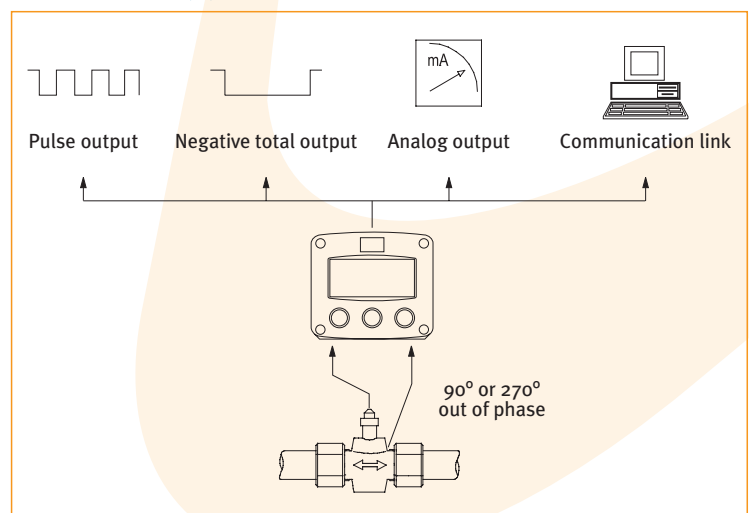 mA
Pulse output
Negative total output
Analog output
Communication link
90° or 270°
out of phase